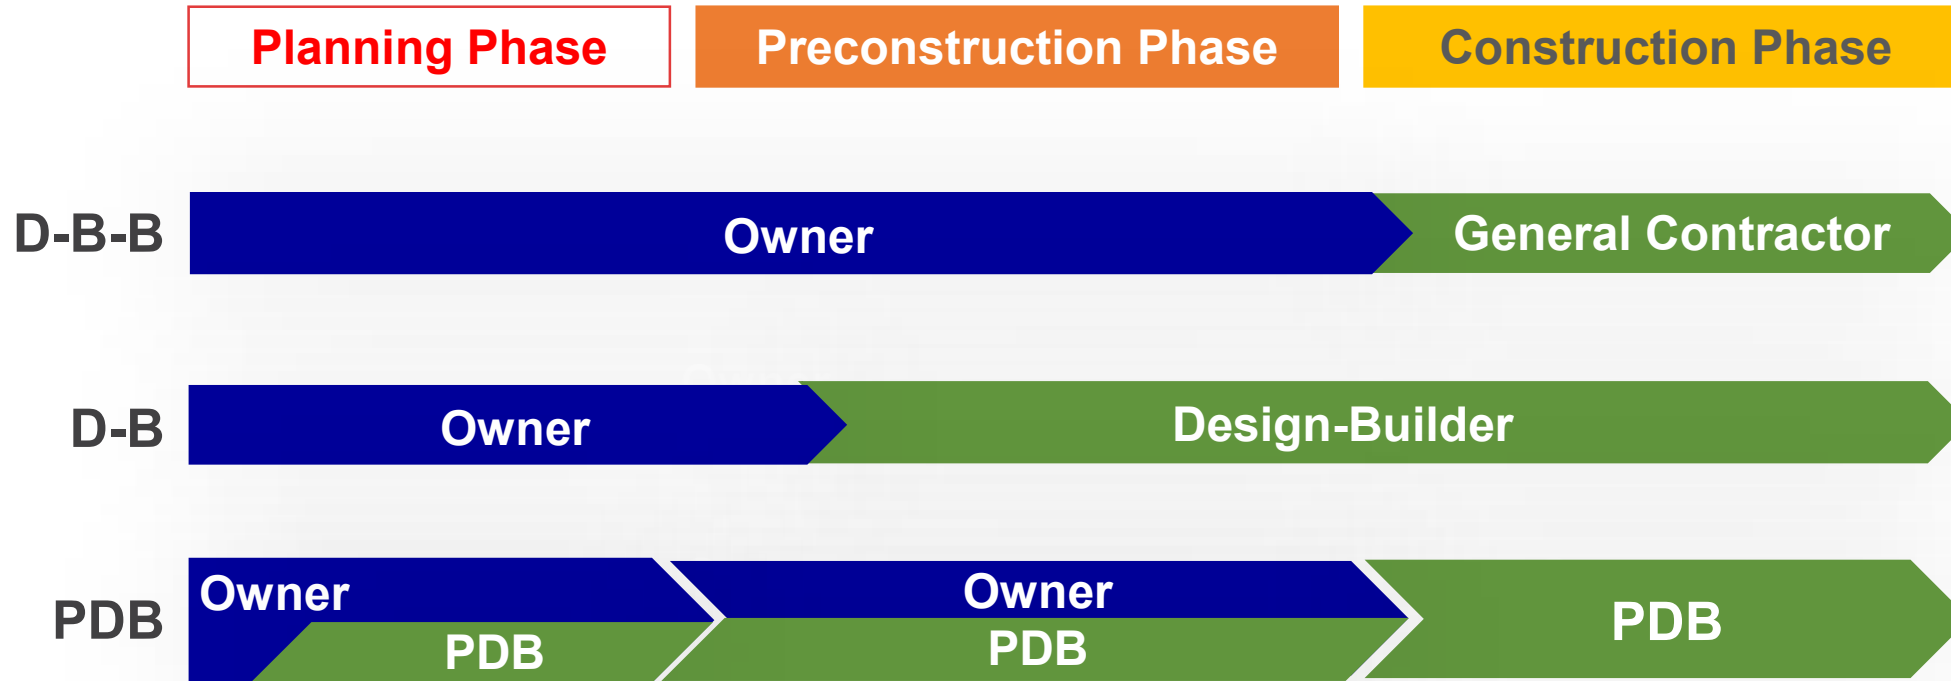 Planning Phase
Preconstruction Phase
Construction Phase
D-B-B
Owner
General Contractor
D-B
Owner
Design-Builder
PDB
Owner
PDB
Owner
PDB
PDB